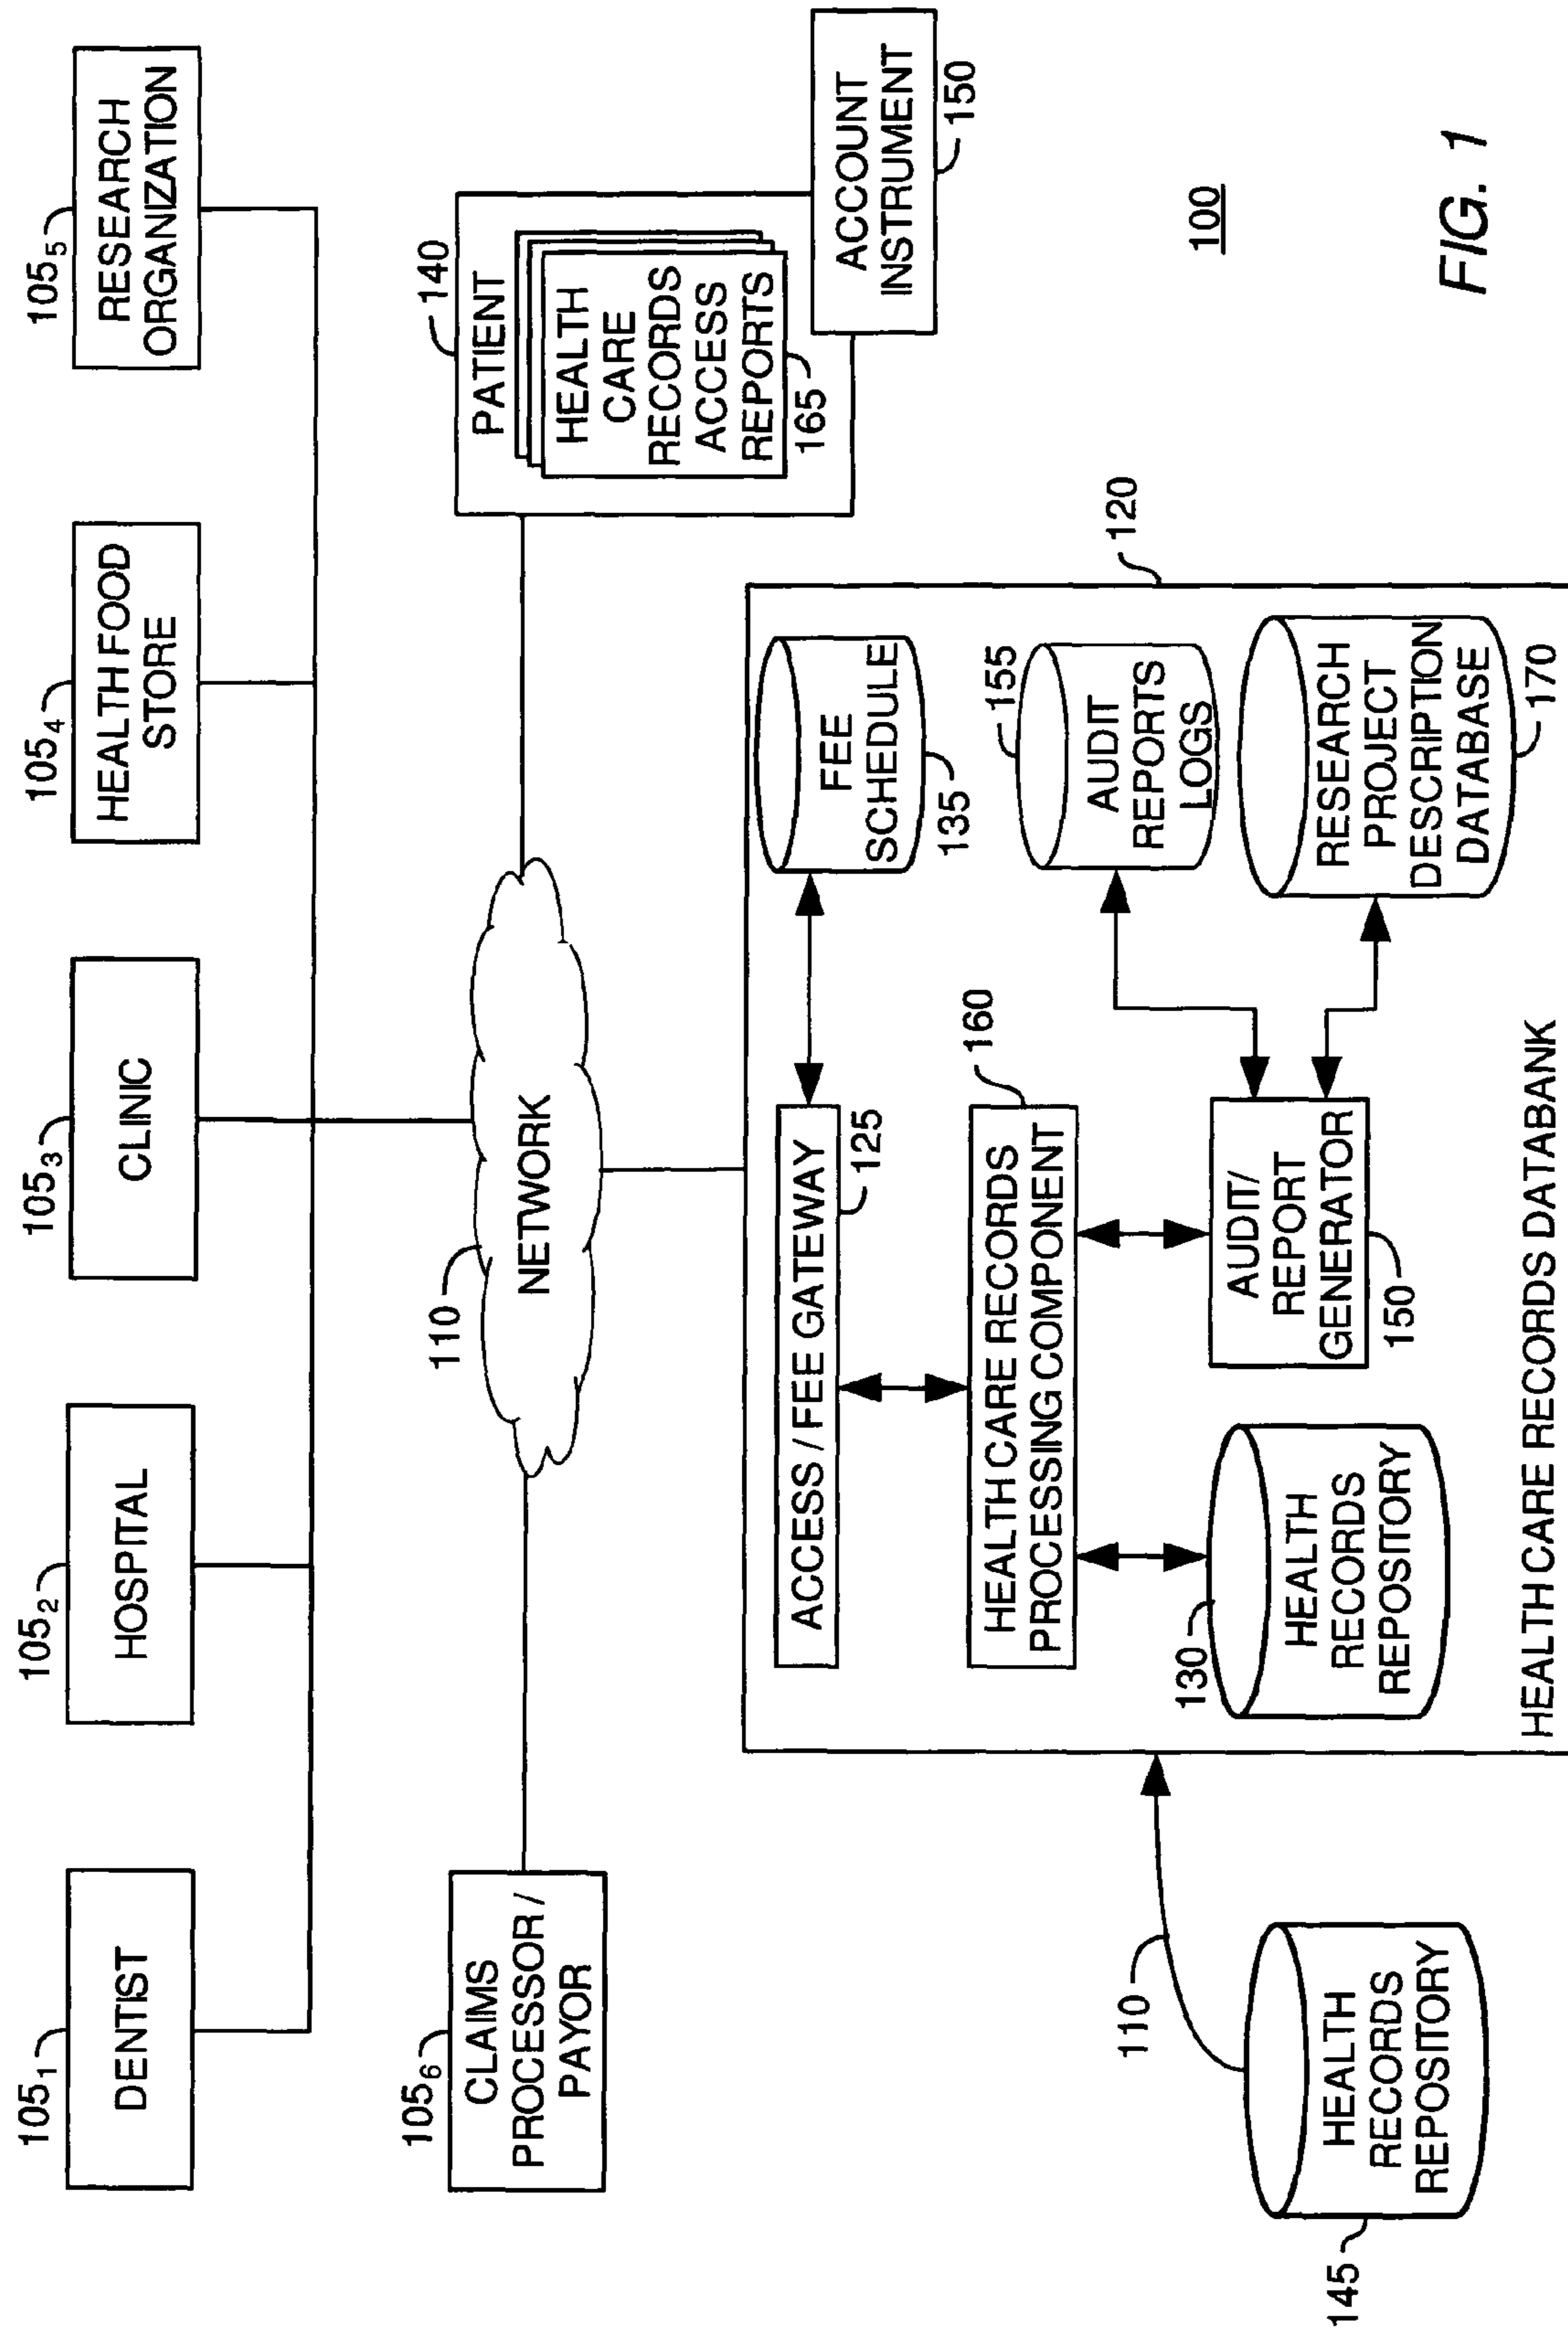 105₁
DENTIST
105₂
HOSPITAL
105₃
CLINIC
105₄
HEALTH FOOD
STORE
105₅
RESEARCH
ORGANIZATION
105₆
CLAIMS
PROCESSOR /
PAYOR
110
NETWORK
140
PATIENT
HEALTH
CARE
RECORDS
ACCESS
REPORTS
165
ACCOUNT
INSTRUMENT
150
120
ACCESS / FEE GATEWAY
125
FEE
SCHEDULE
135
160
HEALTH CARE RECORDS
PROCESSING COMPONENT
155
AUDIT
REPORTS
LOGS
130
HEALTH
RECORDS
REPOSITORY
AUDIT/
REPORT
GENERATOR
150
RESEARCH
PROJECT
DESCRIPTION
DATABASE
170
HEALTH CARE RECORDS DATABANK
110
HEALTH
RECORDS
REPOSITORY
145
100
FIG. 1